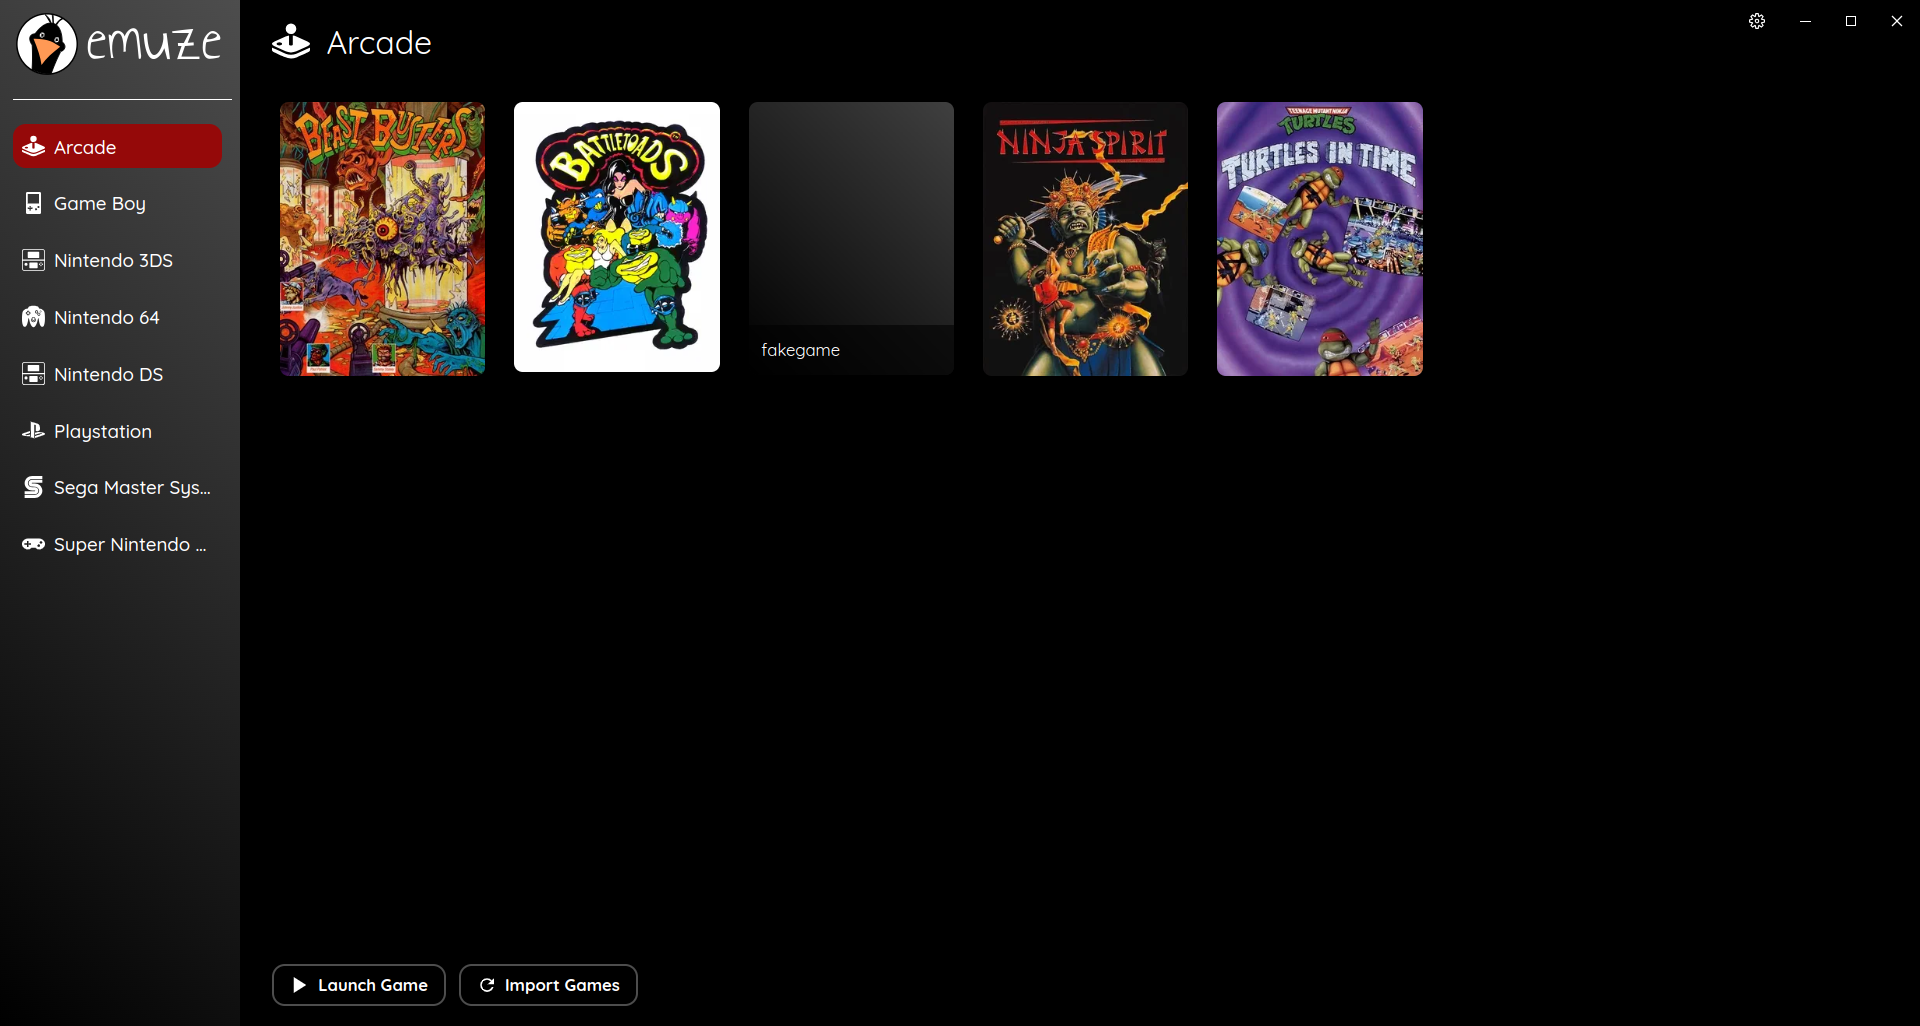 emuze
Arcade
Game Boy
Nintendo 3DS
Nintendo 64
Nintendo DS
Playstation
Sega Master Sys...
Super Nintendo ...
Arcade
BEAST BUSTERS
BATTLETOADS
fakegame
NINJA SPIRIT
TEENAGE MUTANT NINJA
TURTLES
TURTLES IN TIME
Launch Game
Import Games